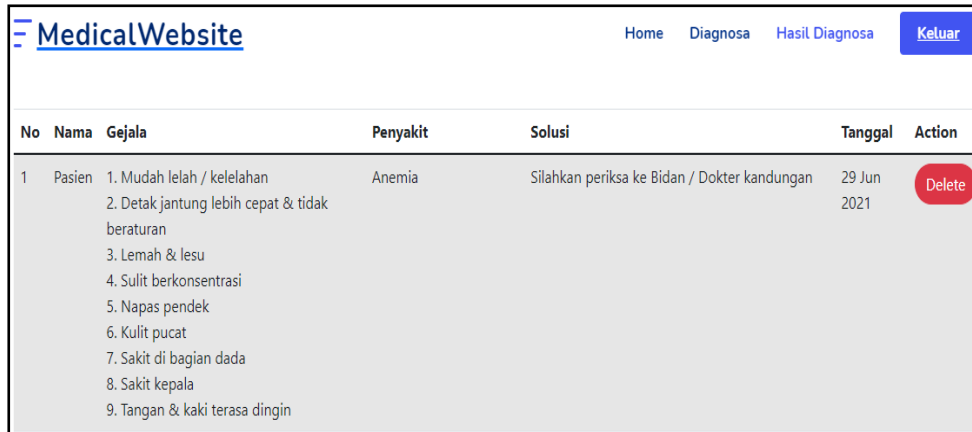 MedicalWebsite
Home Diagnosa Hasil Diagnosa Keluar
No Nama Gejala Penyakit Solusi Tanggal Action
1 Pasien 1. Mudah lelah / kelelahan Anemia Silahkan periksa ke Bidan / Dokter kandungan 29 Jun Delete
2. Detak jantung lebih cepat & tidak 2021
beraturan
3. Lemah & lesu
4. Sulit berkonsentrasi
5. Napas pendek
6. Kulit pucat
7. Sakit di bagian dada
8. Sakit kepala
9. Tangan & kaki terasa dingin